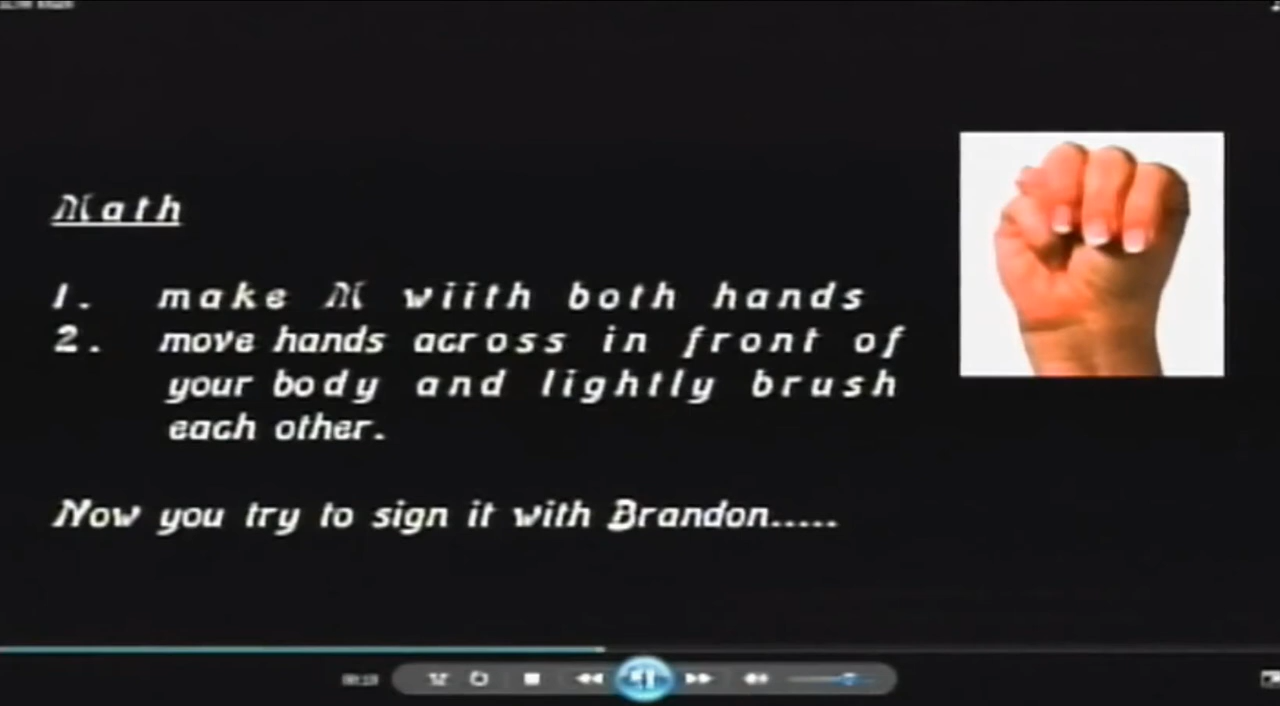 Math
1. make M wiith both hands
2. move hands across in front of
your body and lightly brush
each other.
Now you try to sign it with Brandon.....